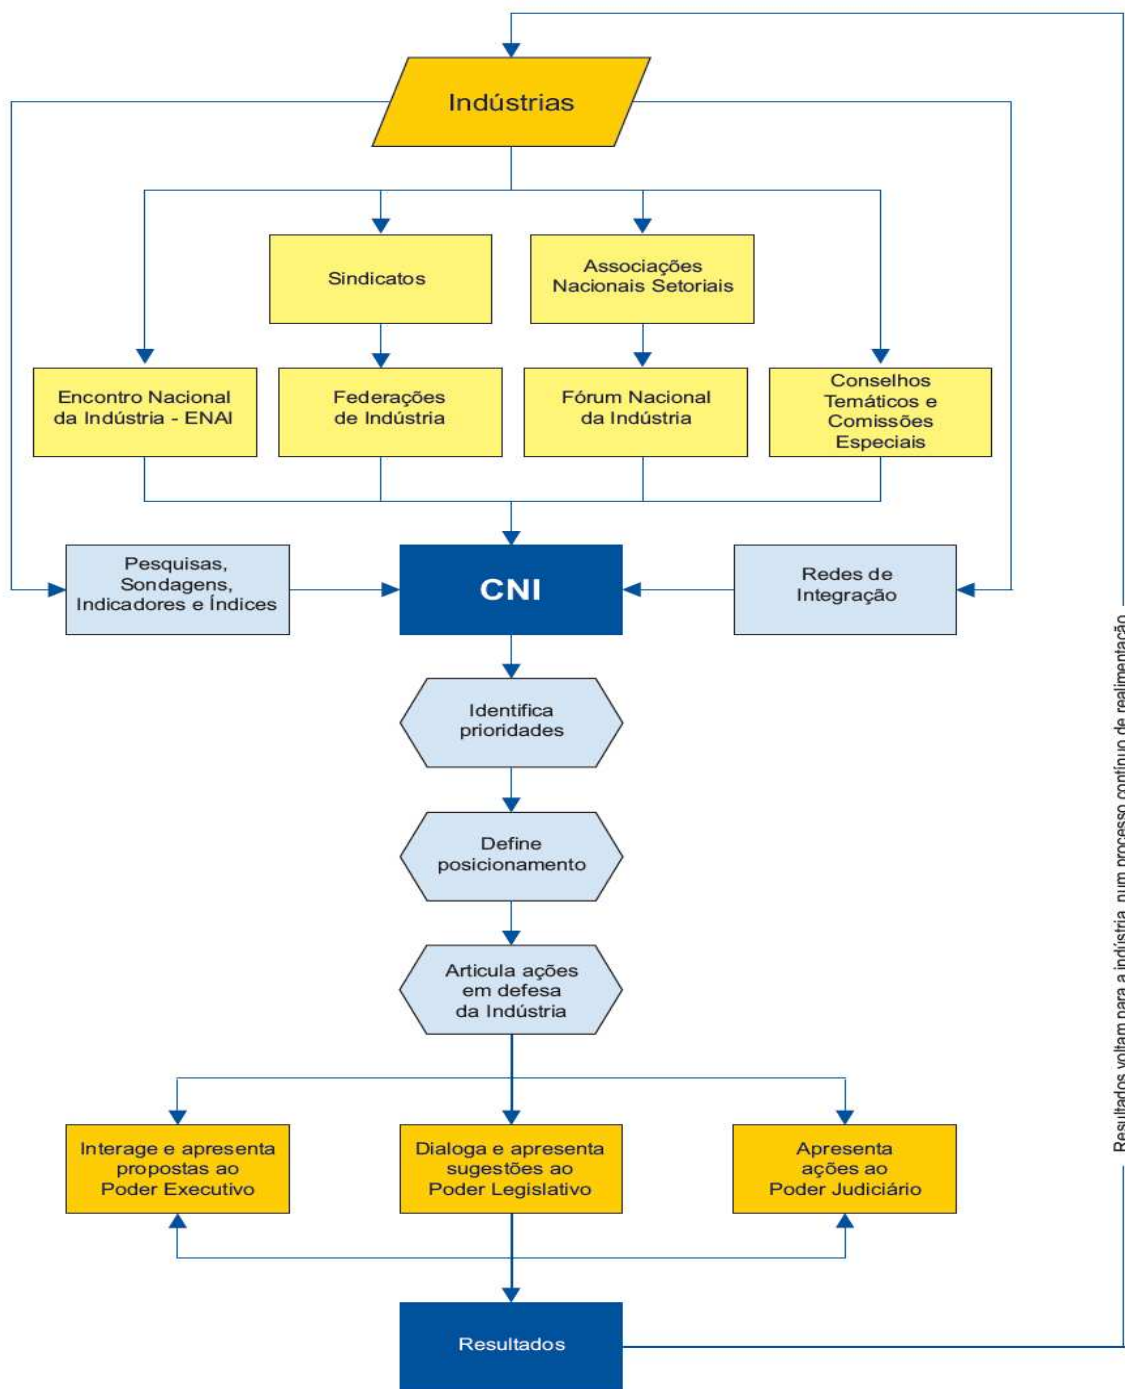 Indústrias
Sindicatos
Associações
Nacionais Setoriais
Encontro Nacional
da Indústria - ENAI
Federações
de Indústria
Fórum Nacional
da Indústria
Conselhos
Temáticos e
Comissões
Especiais
Pesquisas,
Sondagens,
Indicadores e Índices
CNI
Redes de
Integração
Identifica
prioridades
Define
posicionamento
Articula ações
em defesa
da Indústria
Interage e apresenta
propostas ao
Poder Executivo
Dialoga e apresenta
sugestões ao
Poder Legislativo
Apresenta
ações ao
Poder Judiciário
Resultados
Resultados voltam para a indústria, num processo contínuo de realimentação